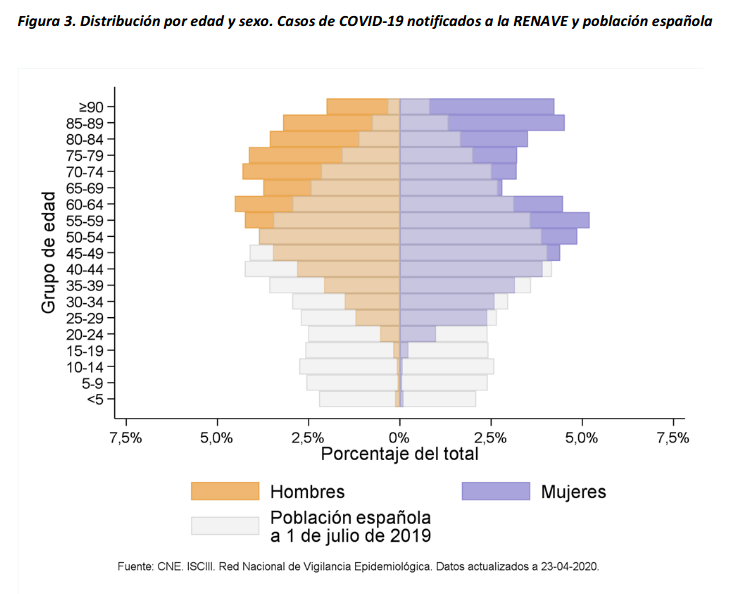 Figura 3. Distribución por edad y sexo. Casos de COVID-19 notificados a la RENAVE y población española
Grupo de edad
≥90
85-89
80-84
75-79
70-74
65-69
60-64
55-59
50-54
45-49
40-44
35-39
30-34
25-29
20-24
15-19
10-14
5-9
<5
7,5% 5,0% 2,5% 0% 2,5% 5,0% 7,5%
Porcentaje del total
Hombres Mujeres
Población española
a 1 de julio de 2019
Fuente: CNE. ISCIII. Red Nacional de Vigilancia Epidemiológica. Datos actualizados a 23-04-2020.